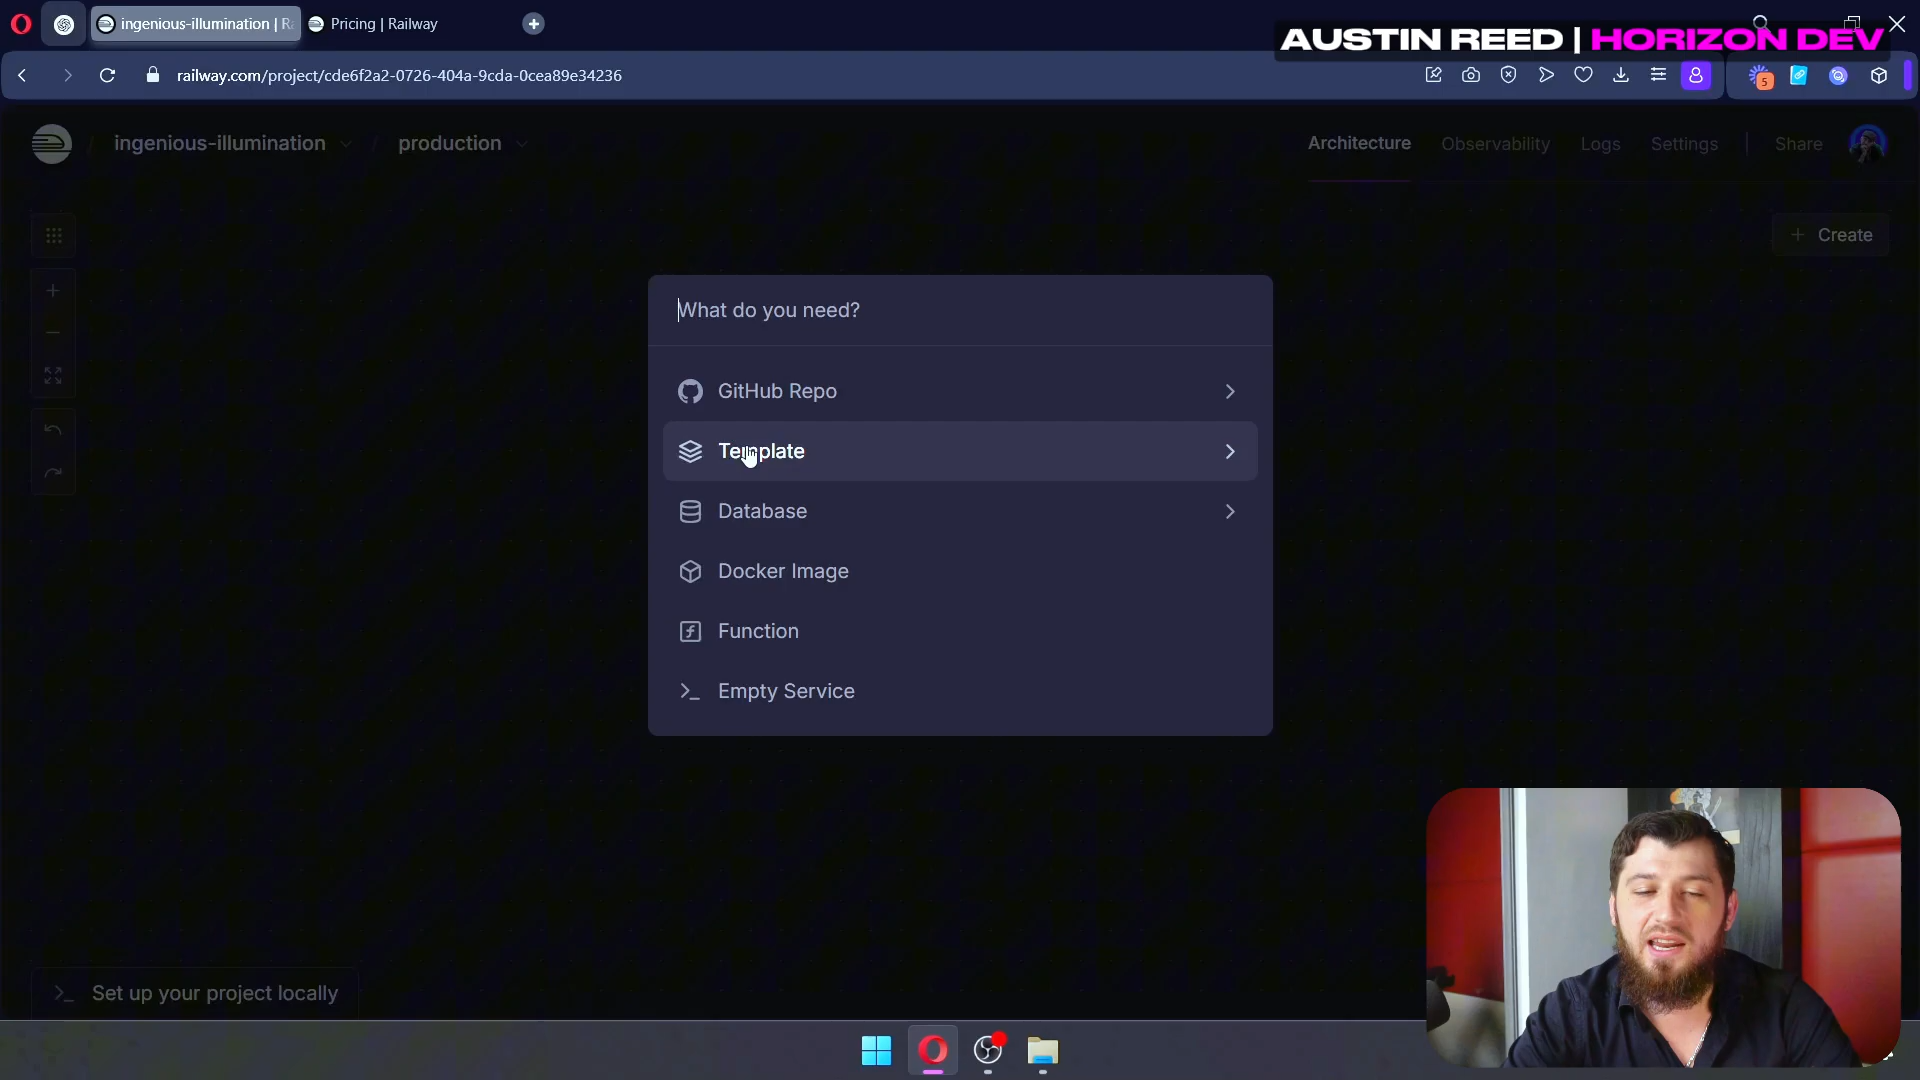 ingenious-illumination | R
Pricing | Railway
AUSTIN REED | HORIZON DEV
railway.com/project/cde6f2a2-0726-404a-9cda-0cea89e34236
5
ingenious-illumination
production
Architecture
Observability
Logs
Settings
Share
Create
What do you need?
GitHub Repo
Template
Database
Docker Image
Function
Empty Service
Set up your project locally